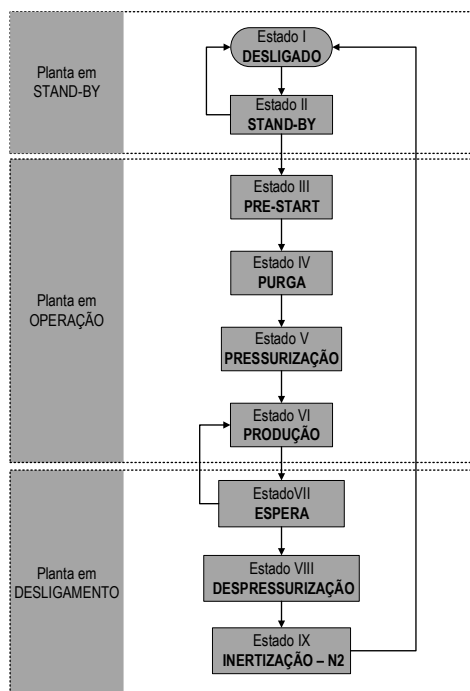 Planta em
STAND-BY
Estado I
DESLIGADO
Estado II
STAND-BY
Planta em
OPERAÇÃO
Estado III
PRE-START
Estado IV
PURGA
Estado V
PRESSURIZAÇÃO
Estado VI
PRODUÇÃO
Planta em
DESLIGAMENTO
EstadoVII
ESPERA
Estado VIII
DESPRESSURIZAÇÃO
Estado IX
INERTIZAÇÃO – N2